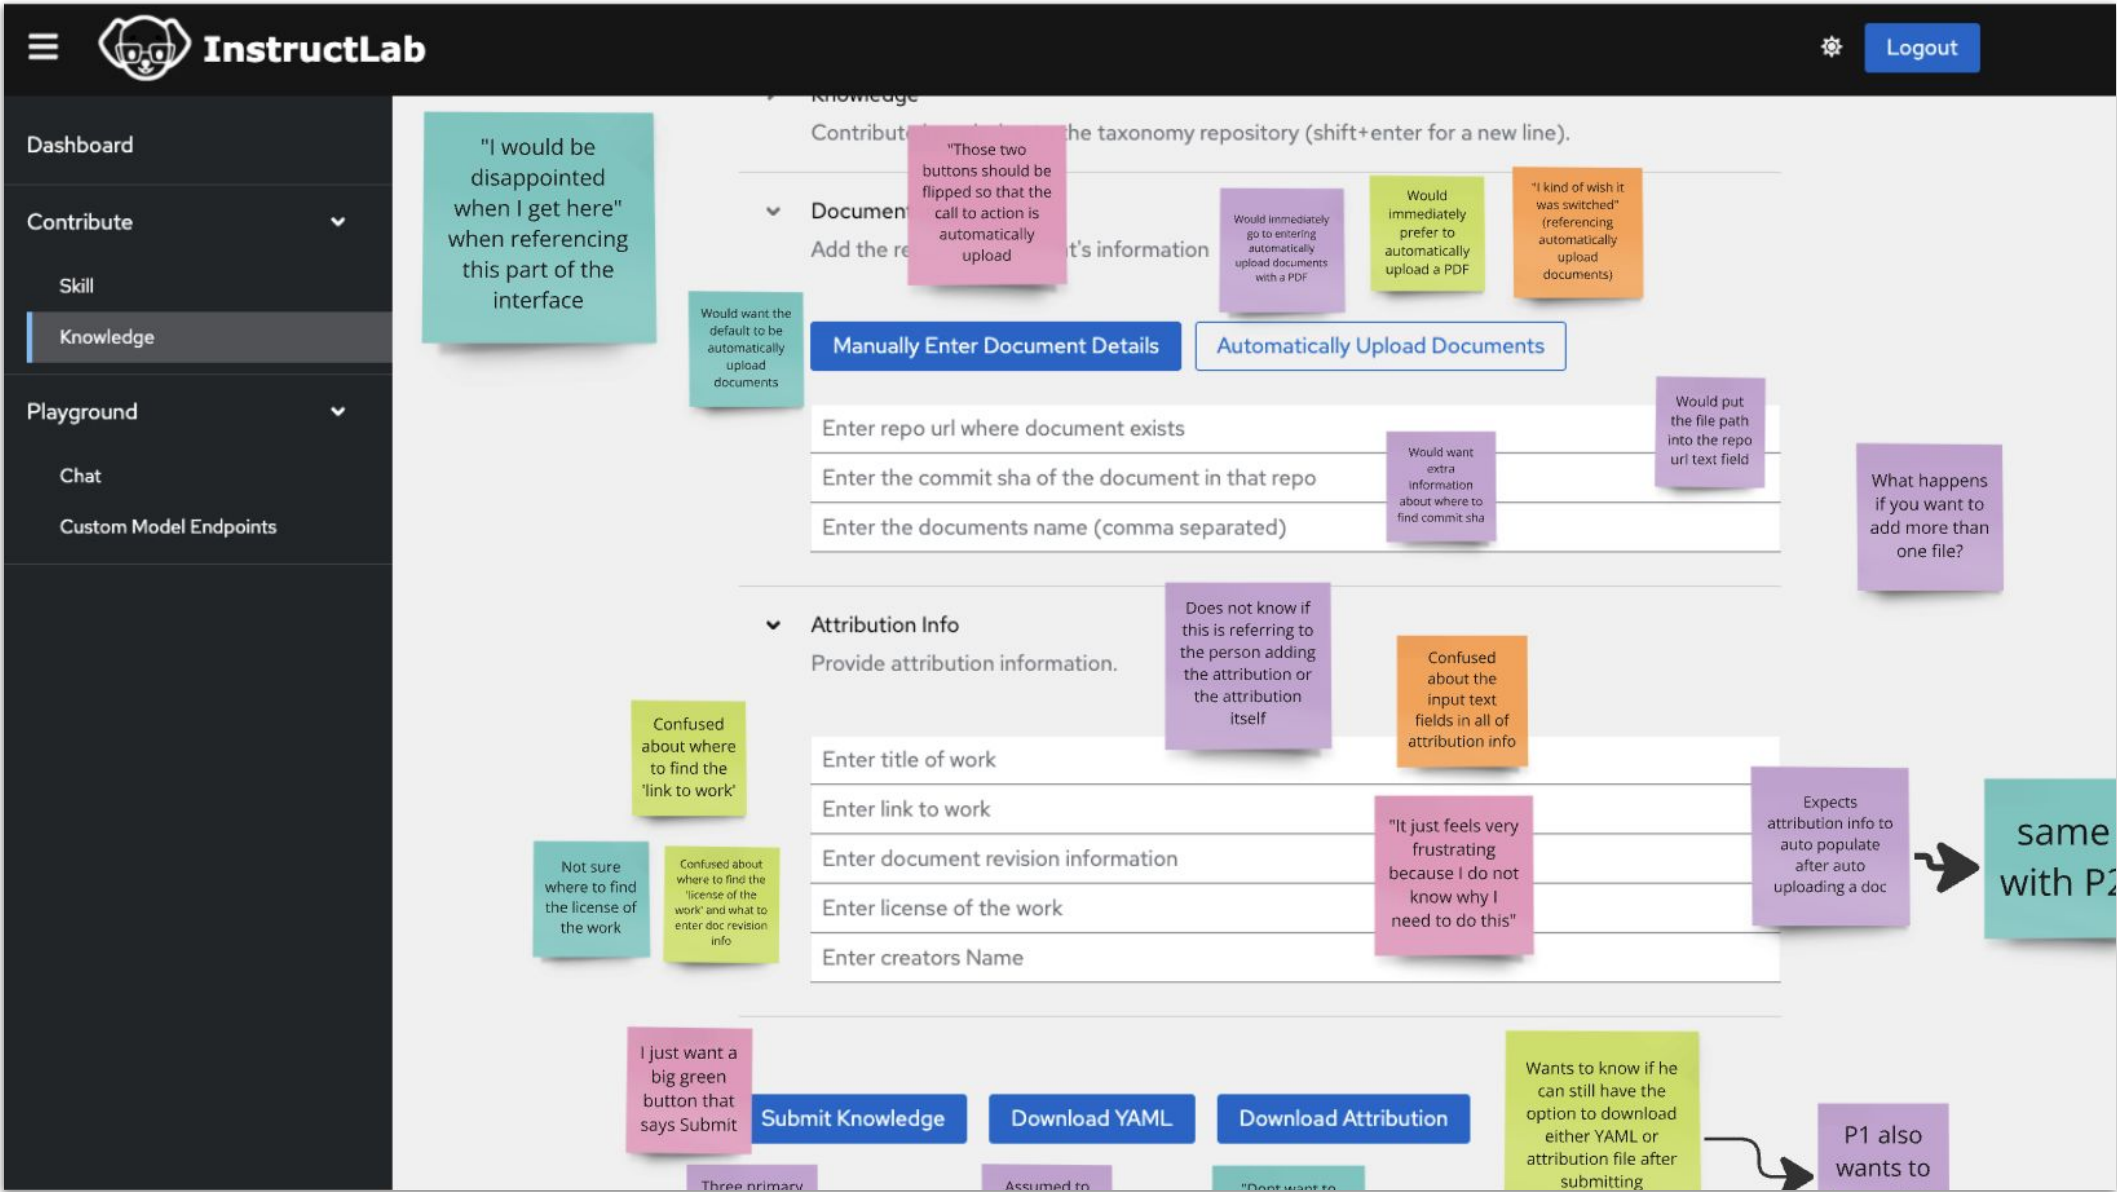 InstructLab
Logout
Dashboard
Contribute
Skill
Knowledge
Playground
Chat
Custom Model Endpoints
Knowledge
Contribute the taxonomy repository (shift+enter for a new line).
"I would be
disappointed
when I get here"
when referencing
this part of the
interface
"Those two
buttons should be
flipped so that the
call to action is
automatically
upload
Document
Add the t's information
Would immediately
go to entering
automatically
upload documents
with a PDF
Would
immediately
prefer to
automatically
upload a PDF
"I kind of wish it
was switched"
(referencing
automatically
upload
documents)
Would want the
default to be
automatically
upload
documents
Manually Enter Document Details
Automatically Upload Documents
Enter repo url where document exists
Enter the commit sha of the document in that repo
Enter the documents name (comma separated)
Would want
extra
information
about where to
find commit sha
Would put
the file path
into the repo
url text field
What happens
if you want to
add more than
one file?
Attribution Info
Provide attribution information.
Does not know if
this is referring to
the person adding
the attribution or
the attribution
itself
Confused
about the
input text
fields in all of
attribution info
Confused
about where
to find the
'link to work'
Not sure
where to find
the license of
the work
Confused about
where to find the
'license of the
work' and what to
enter doc revision
info
Enter title of work
Enter link to work
Enter document revision information
Enter license of the work
Enter creators Name
"It just feels very
frustrating
because I do not
know why I
need to do this"
Expects
attribution info to
auto populate
after auto
uploading a doc
same
with P2
I just want a
big green
button that
says Submit
Submit Knowledge
Download YAML
Download Attribution
Wants to know if he
can still have the
option to download
either YAML or
attribution file after
submitting
P1 also
wants to
Three primary
Assumed to
"Dont want to